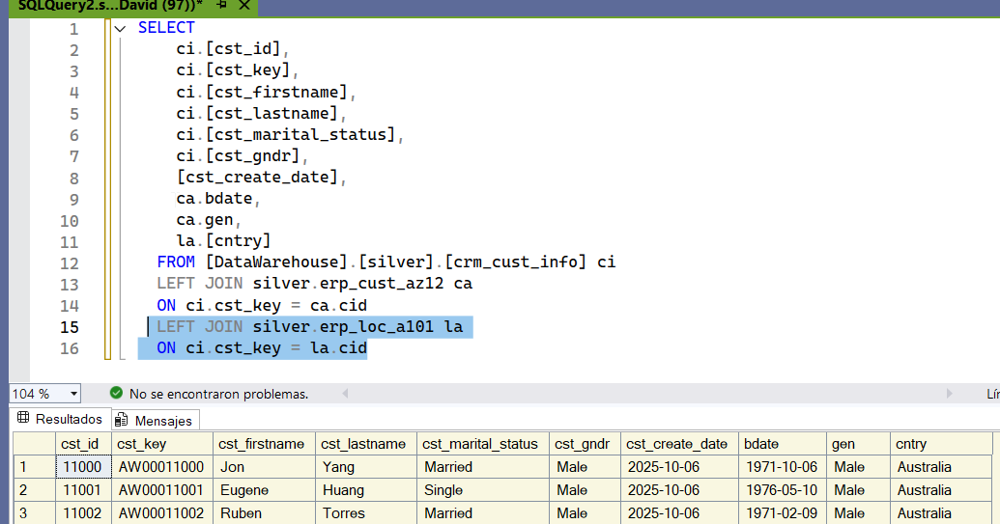 SQLQuery2.s...David (97))*
1 SELECT
2 ci.[cst_id],
3 ci.[cst_key],
4 ci.[cst_firstname],
5 ci.[cst_lastname],
6 ci.[cst_marital_status],
7 ci.[cst_gndr],
8 [cst_create_date],
9 ca.bdate,
10 ca.gen,
11 la.[cntry]
12 FROM [DataWarehouse].[silver].[crm_cust_info] ci
13 LEFT JOIN silver.erp_cust_az12 ca
14 ON ci.cst_key = ca.cid
15 LEFT JOIN silver.erp_loc_a101 la
16 ON ci.cst_key = la.cid
104 % No se encontraron problemas. Lí
Resultados Mensajes
cst_id cst_key cst_firstname cst_lastname cst_marital_status cst_gndr cst_create_date bdate gen cntry
1 11000 AW00011000 Jon Yang Married Male 2025-10-06 1971-10-06 Male Australia
2 11001 AW00011001 Eugene Huang Single Male 2025-10-06 1976-05-10 Male Australia
3 11002 AW00011002 Ruben Torres Married Male 2025-10-06 1971-02-09 Male Australia